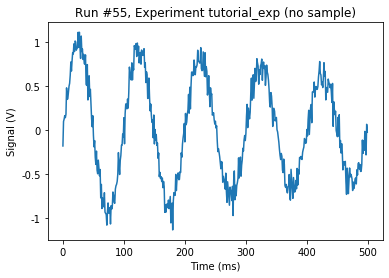 Run #55, Experiment tutorial_exp (no sample)
1
0.5
0
-0.5
-1
Signal (V)
0 100 200 300 400 500
Time (ms)